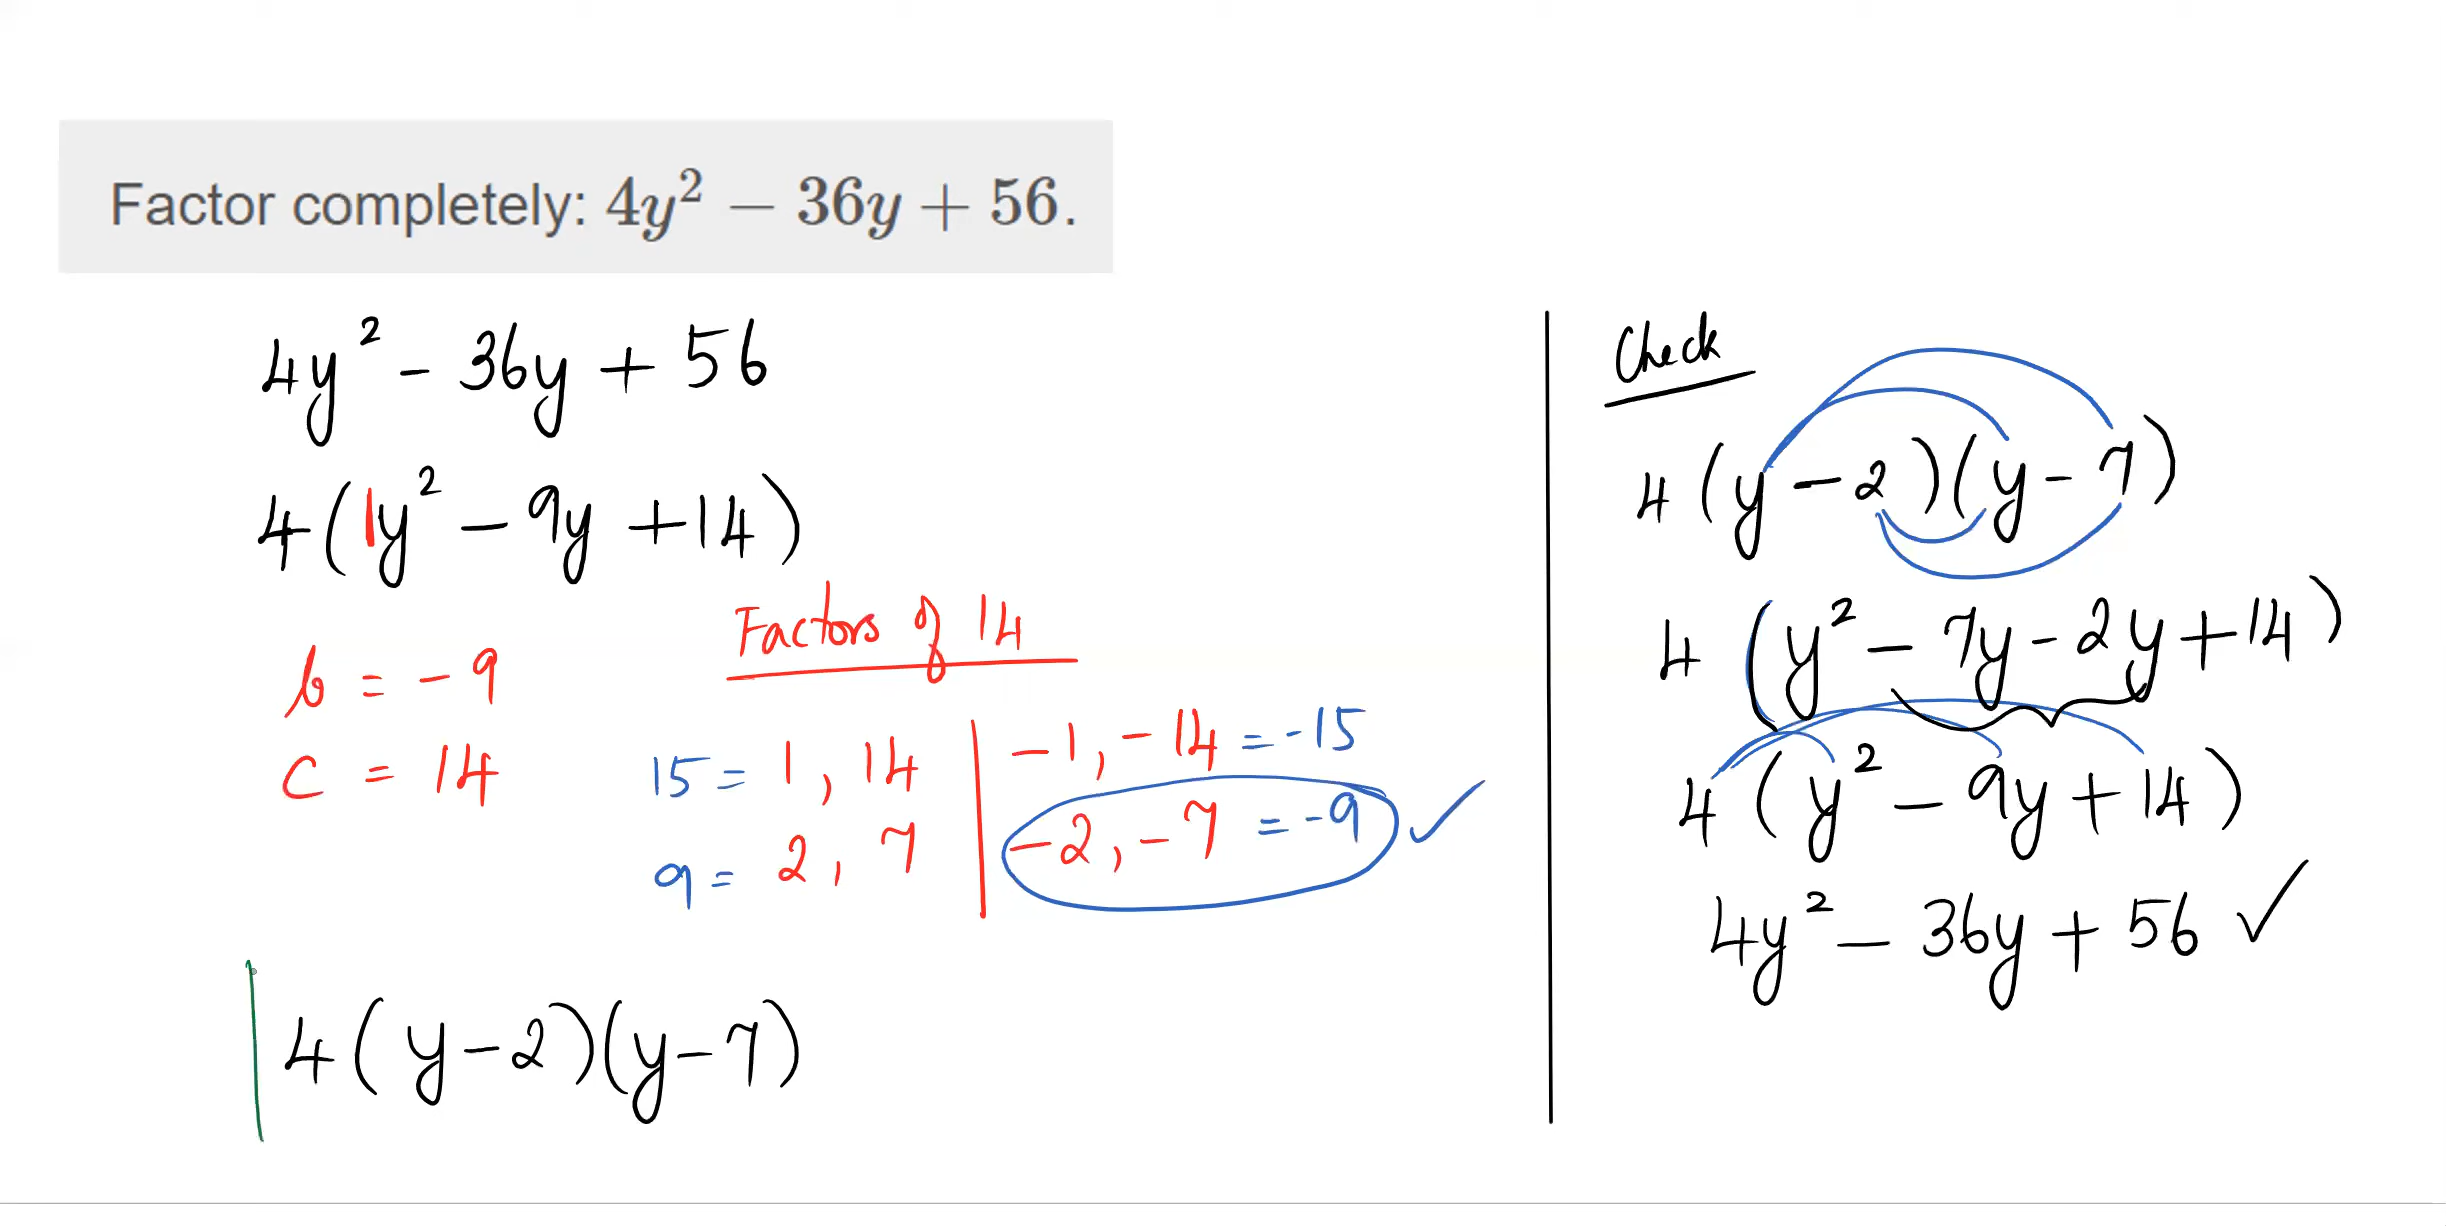 Factor completely: 4y² − 36y + 56.
4y² - 36y + 56
4(1y² - 9y + 14)
Factors of 14
b = -9
c = 14
15 = 1, 14 | -1, -14 = -15
9 = 2, 7 | -2, -7 = -9 ✓
4(y-2)(y-7)
Check
4(y-2)(y-7)
4(y² - 7y - 2y + 14)
4(y² - 9y + 14)
4y² - 36y + 56 ✓